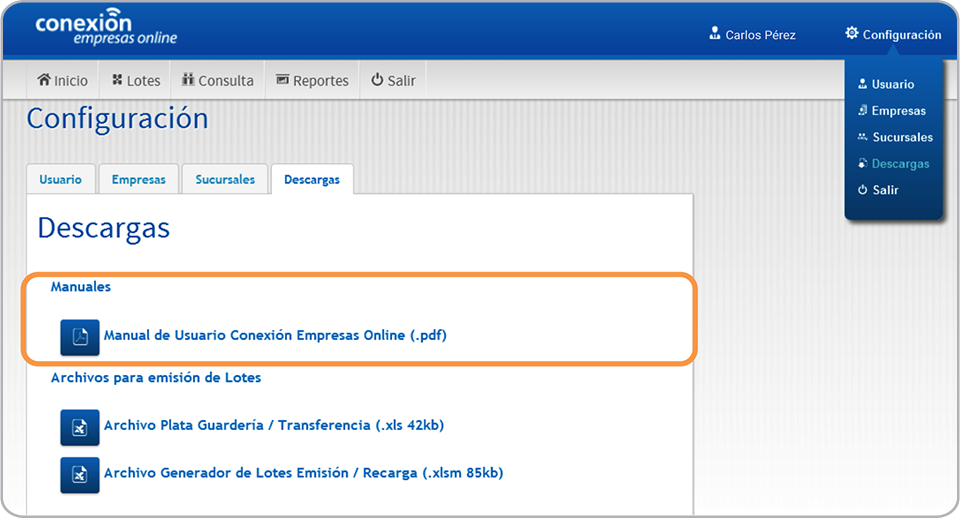 conexión
empresas online
Carlos Pérez
Configuración
Inicio
Lotes
Consulta
Reportes
Salir
Usuario
Empresas
Sucursales
Descargas
Salir
Configuración
Usuario
Empresas
Sucursales
Descargas
Descargas
Manuales
Manual de Usuario Conexión Empresas Online (.pdf)
Archivos para emisión de Lotes
Archivo Plata Guardería / Transferencia (.xls 42kb)
Archivo Generador de Lotes Emisión / Recarga (.xlsm 85kb)